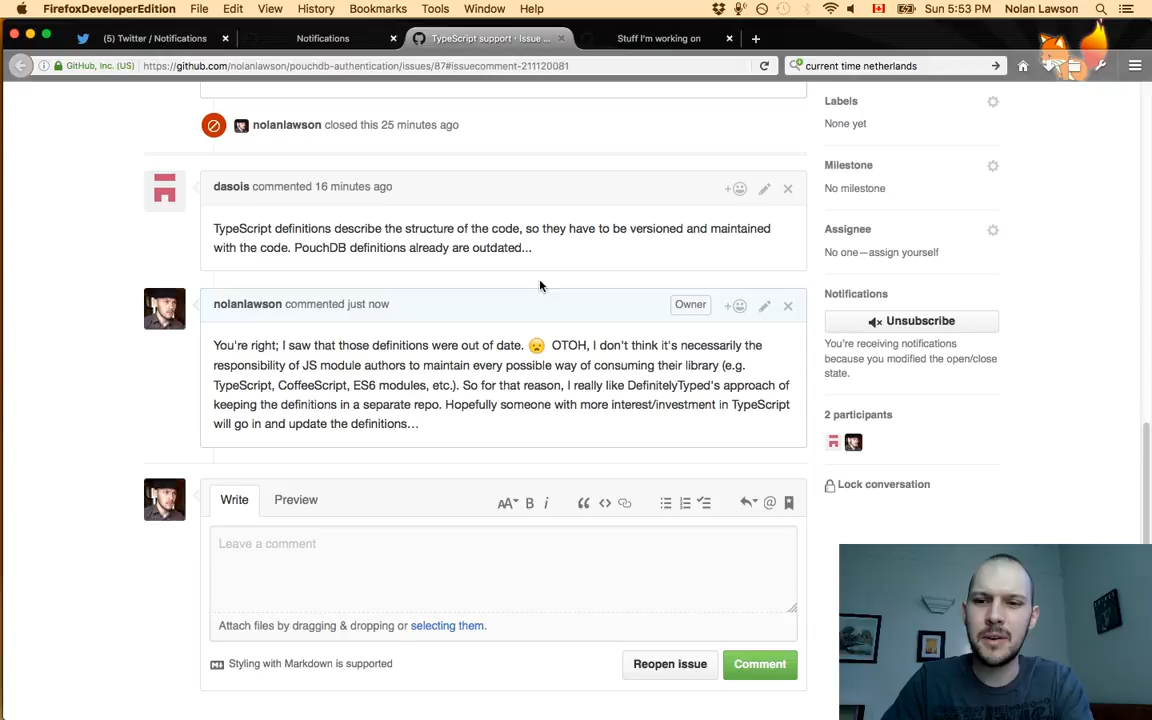 FirefoxDeveloperEdition File Edit View History Bookmarks Tools Window Help Sun 5:53 PM Nolan Lawson
(5) Twitter / Notifications Notifications TypeScript support · Issue ... Stuff I'm working on
GitHub, Inc. (US) https://github.com/nolanlawson/pouchdb-authentication/issues/87#issuecomment-211120081 current time netherlands
nolanlawson closed this 25 minutes ago
dasois commented 16 minutes ago
TypeScript definitions describe the structure of the code, so they have to be versioned and maintained
with the code. PouchDB definitions already are outdated...
nolanlawson commented just now Owner
You're right; I saw that those definitions were out of date. 😞 OTOH, I don't think it's necessarily the
responsibility of JS module authors to maintain every possible way of consuming their library (e.g.
TypeScript, CoffeeScript, ES6 modules, etc.). So for that reason, I really like DefinitelyTyped's approach of
keeping the definitions in a separate repo. Hopefully someone with more interest/investment in TypeScript
will go in and update the definitions…
Write Preview
AA B i
Leave a comment
Attach files by dragging & dropping or selecting them.
Styling with Markdown is supported
Reopen issue Comment
Labels
None yet
Milestone
No milestone
Assignee
No one—assign yourself
Notifications
Unsubscribe
You're receiving notifications
because you modified the open/close
state.
2 participants
Lock conversation